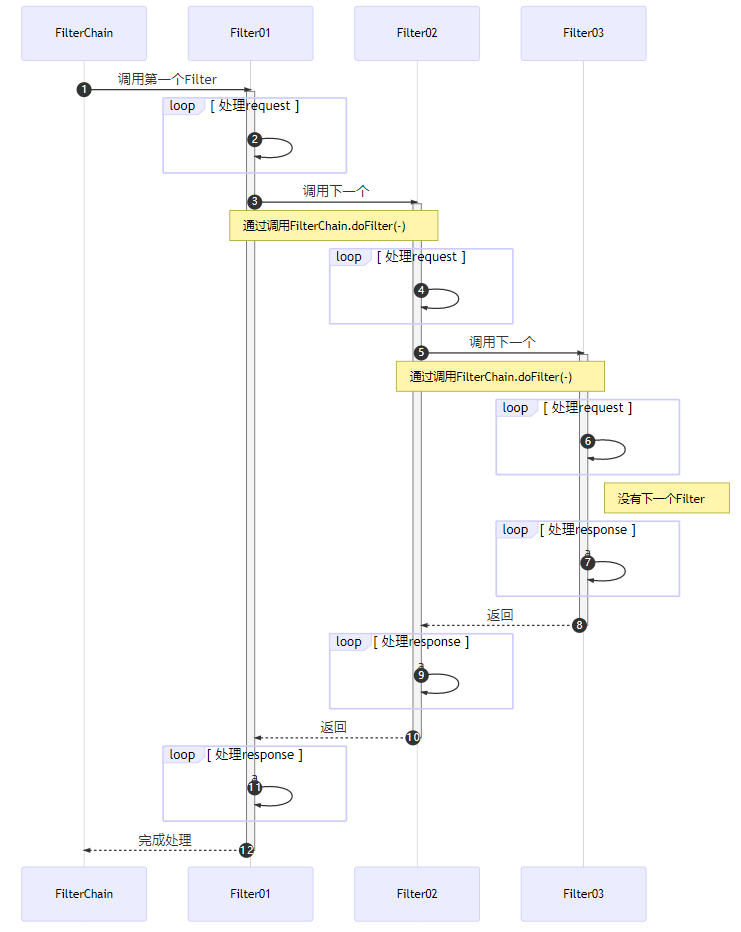 FilterChain Filter01 Filter02 Filter03
1 调用第一个Filter
loop [ 处理request ]
2
3 调用下一个
通过调用FilterChain.doFilter(-)
loop [ 处理request ]
4
5 调用下一个
通过调用FilterChain.doFilter(-)
loop [ 处理request ]
6
没有下一个Filter
loop [ 处理response ]
a
7
返回 8
loop [ 处理response ]
a
9
返回 10
loop [ 处理response ]
a
11
完成处理 12
FilterChain Filter01 Filter02 Filter03